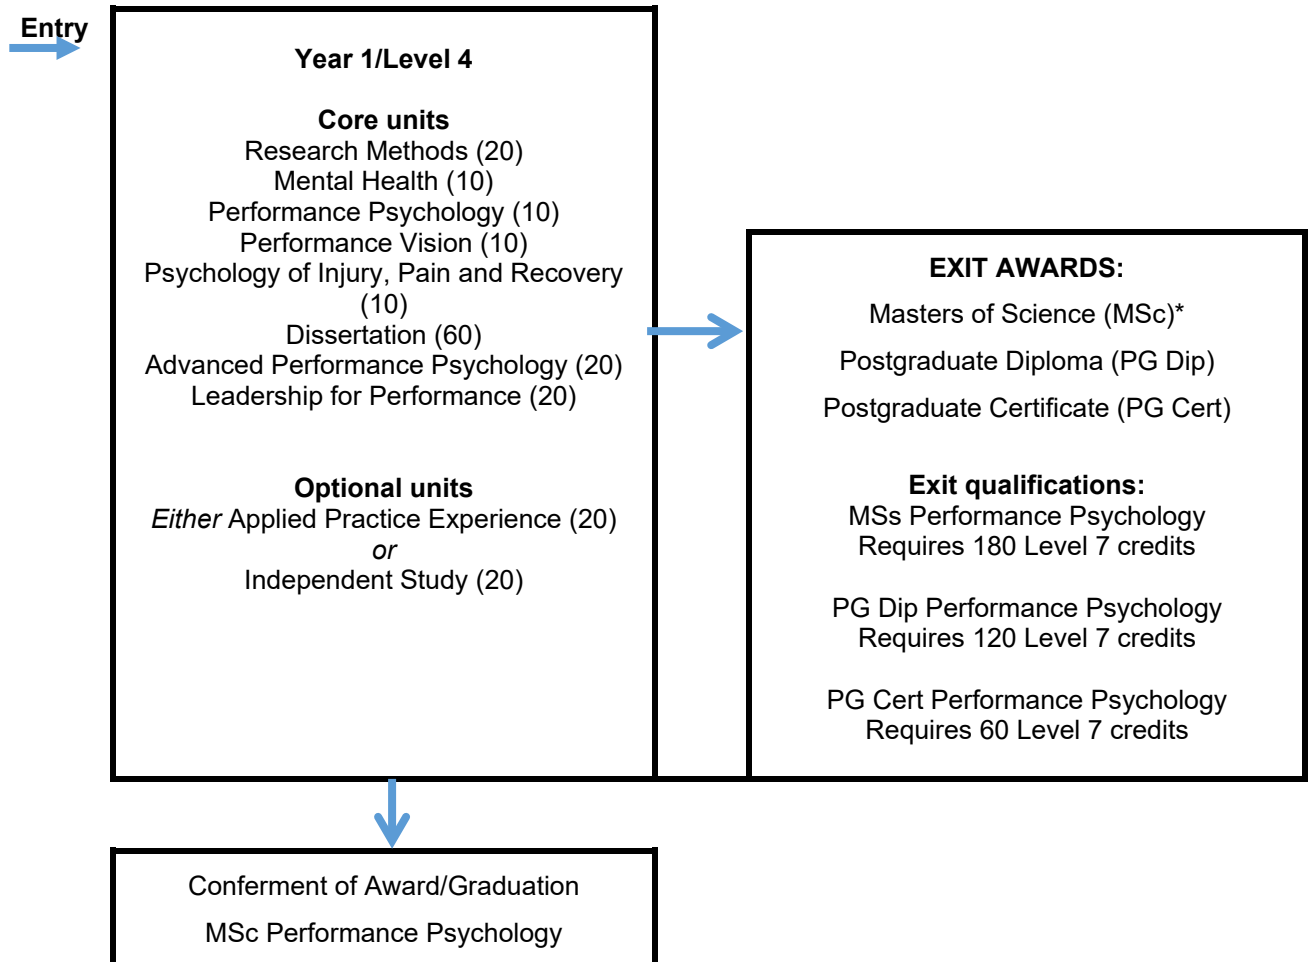 Entry
Year 1/Level 4
Core units
Research Methods (20)
Mental Health (10)
Performance Psychology (10)
Performance Vision (10)
Psychology of Injury, Pain and Recovery
(10)
Dissertation (60)
Advanced Performance Psychology (20)
Leadership for Performance (20)
Optional units
Either Applied Practice Experience (20)
or
Independent Study (20)
EXIT AWARDS:
Masters of Science (MSc)*
Postgraduate Diploma (PG Dip)
Postgraduate Certificate (PG Cert)
Exit qualifications:
MSs Performance Psychology
Requires 180 Level 7 credits
PG Dip Performance Psychology
Requires 120 Level 7 credits
PG Cert Performance Psychology
Requires 60 Level 7 credits
Conferment of Award/Graduation
MSc Performance Psychology